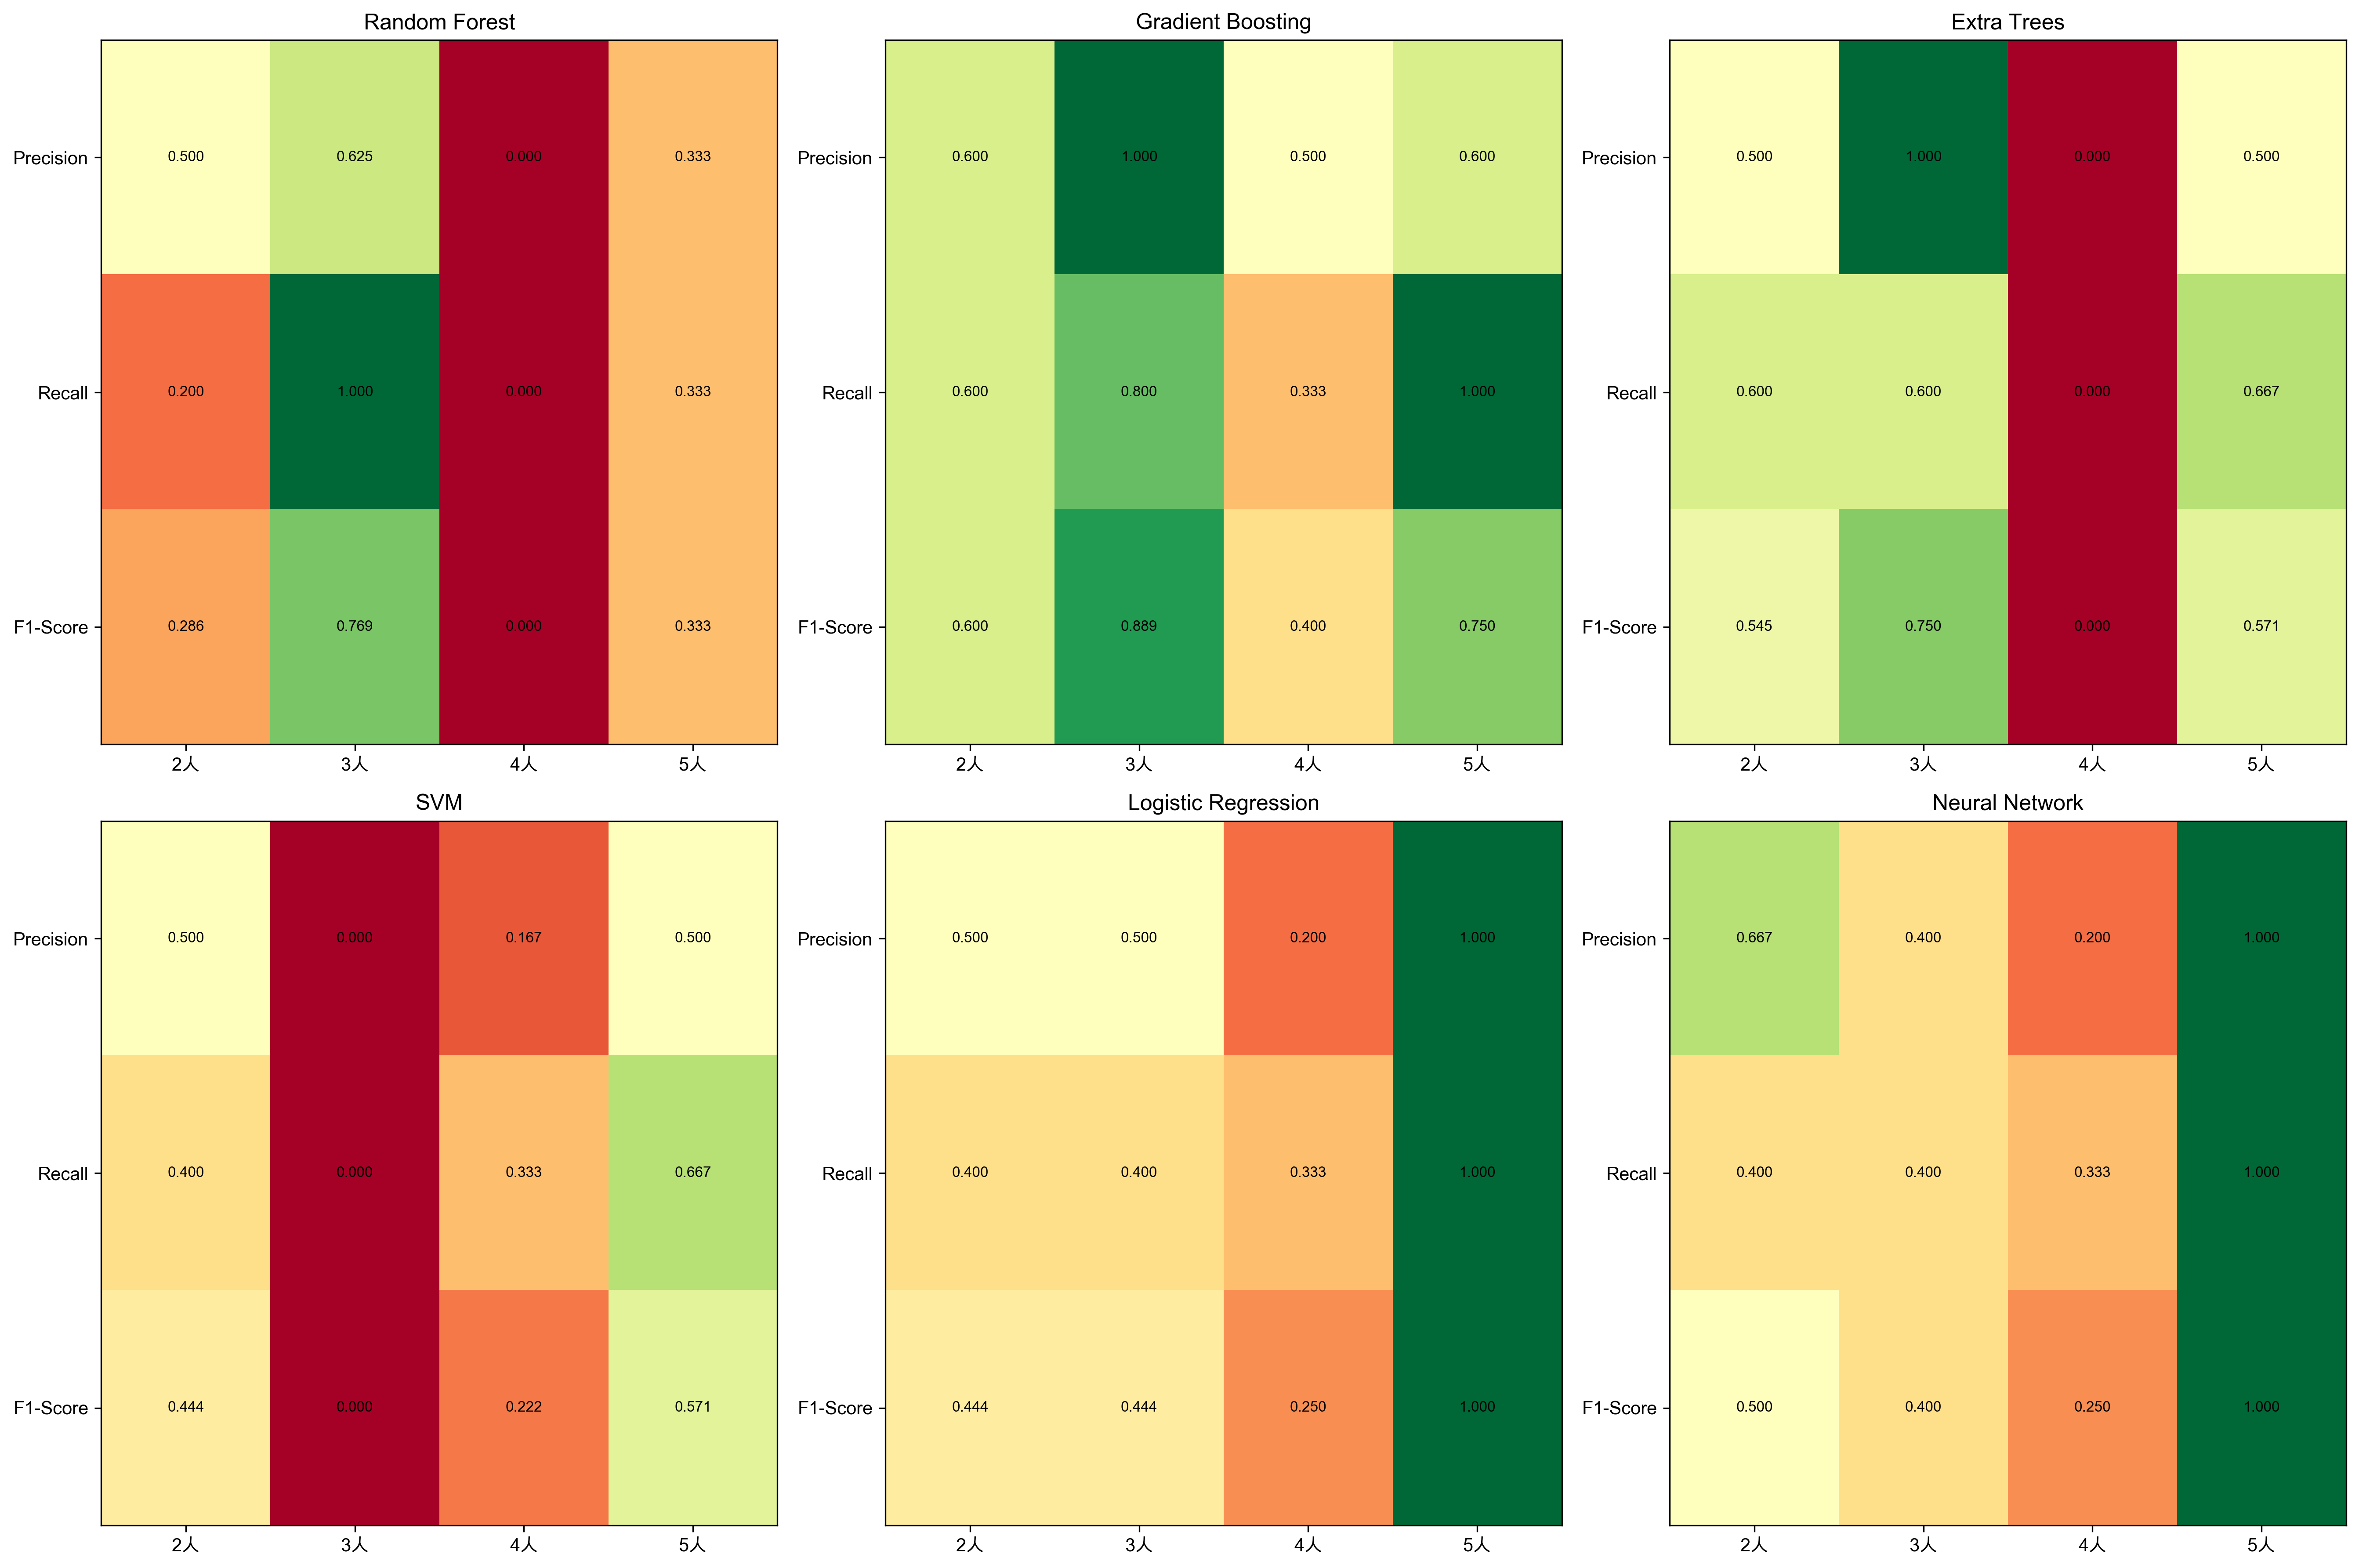 Random Forest
Precision 0.500 0.625 0.000 0.333
Recall 0.200 1.000 0.000 0.333
F1-Score 0.286 0.769 0.000 0.333
2人 3人 4人 5人
Gradient Boosting
Precision 0.600 1.000 0.500 0.600
Recall 0.600 0.800 0.333 1.000
F1-Score 0.600 0.889 0.400 0.750
2人 3人 4人 5人
Extra Trees
Precision 0.500 1.000 0.000 0.500
Recall 0.600 0.600 0.000 0.667
F1-Score 0.545 0.750 0.000 0.571
2人 3人 4人 5人
SVM
Precision 0.500 0.000 0.167 0.500
Recall 0.400 0.000 0.333 0.667
F1-Score 0.444 0.000 0.222 0.571
2人 3人 4人 5人
Logistic Regression
Precision 0.500 0.500 0.200 1.000
Recall 0.400 0.400 0.333 1.000
F1-Score 0.444 0.444 0.250 1.000
2人 3人 4人 5人
Neural Network
Precision 0.667 0.400 0.200 1.000
Recall 0.400 0.400 0.333 1.000
F1-Score 0.500 0.400 0.250 1.000
2人 3人 4人 5人